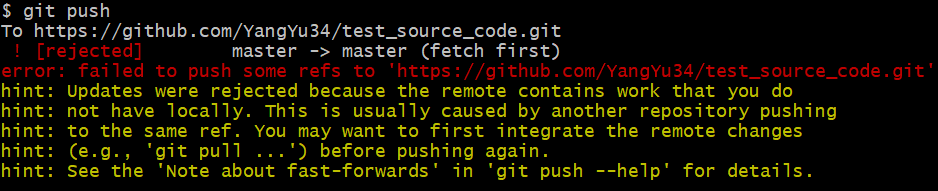 $ git push
To https://github.com/YangYu34/test_source_code.git
 ! [rejected]        master -> master (fetch first)
error: failed to push some refs to 'https://github.com/YangYu34/test_source_code.git'
hint: Updates were rejected because the remote contains work that you do
hint: not have locally. This is usually caused by another repository pushing
hint: to the same ref. You may want to first integrate the remote changes
hint: (e.g., 'git pull ...') before pushing again.
hint: See the 'Note about fast-forwards' in 'git push --help' for details.